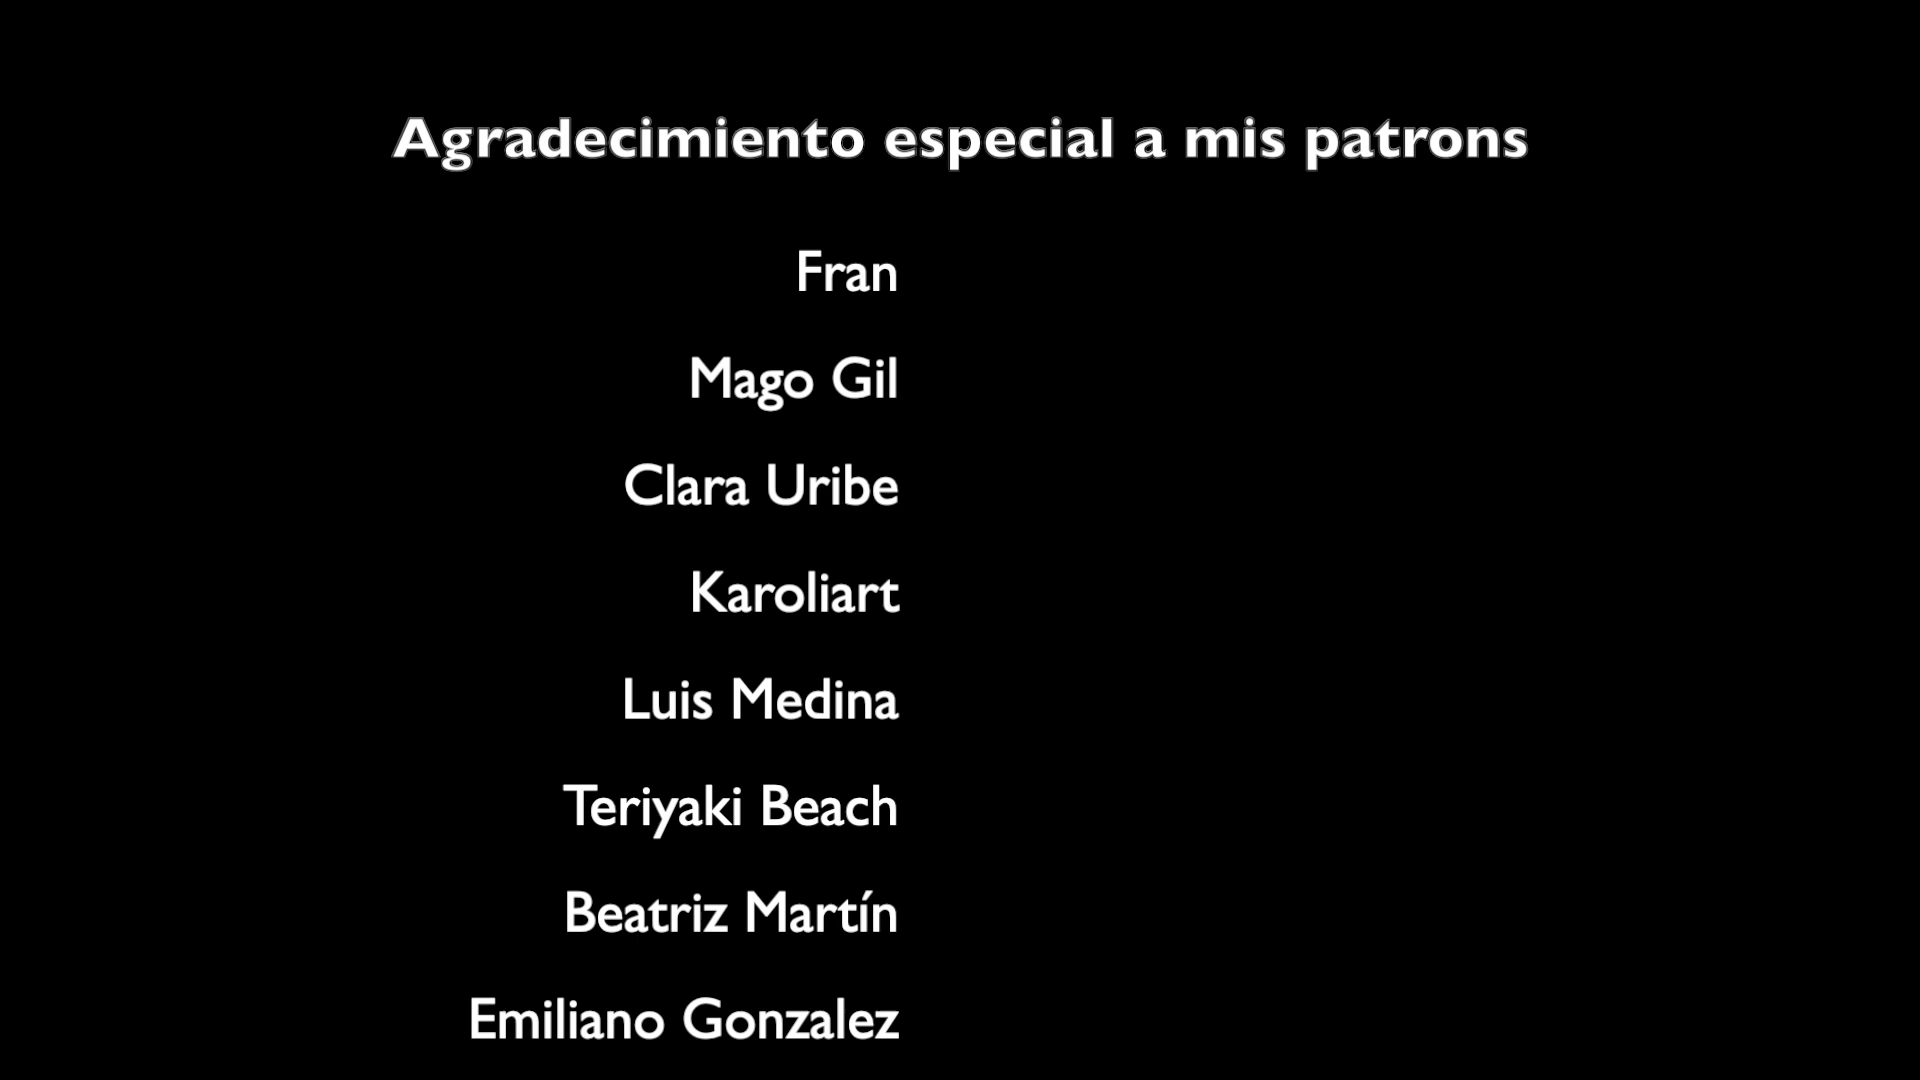 Agradecimiento especial a mis patrons
Fran
Mago Gil
Clara Uribe
Karoliart
Luis Medina
Teriyaki Beach
Beatriz Martín
Emiliano Gonzalez